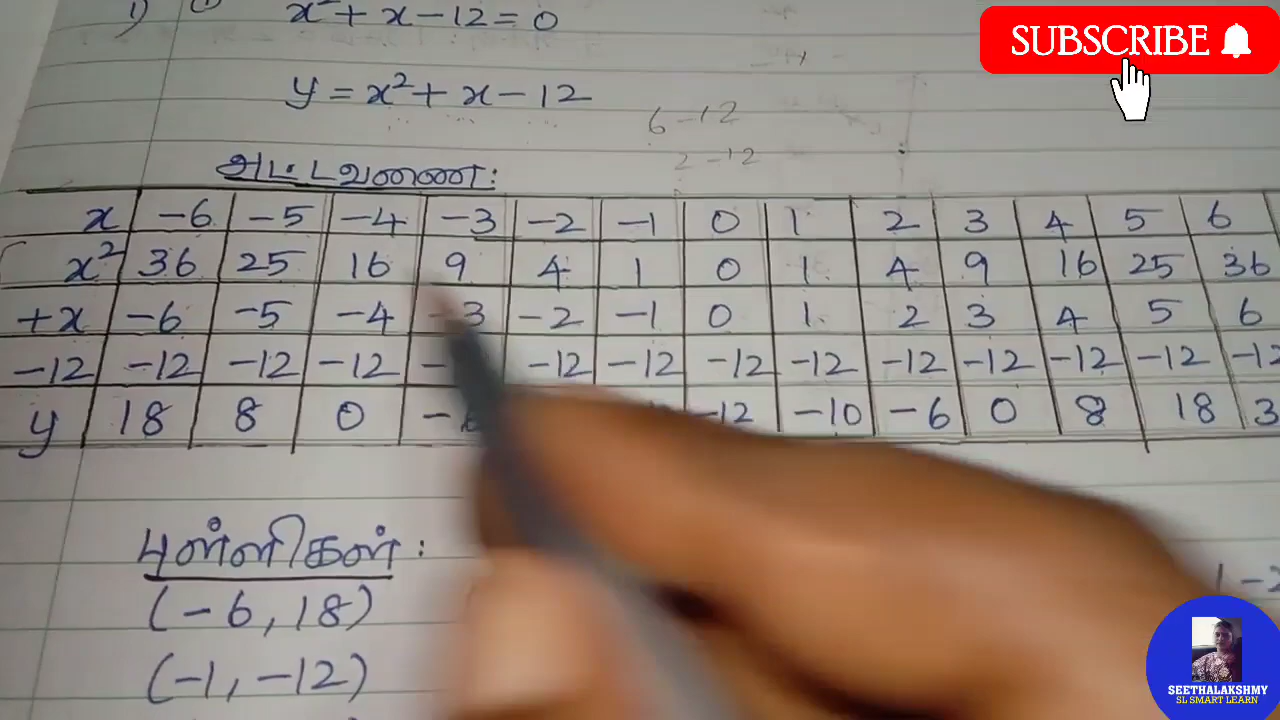 1) x²+ x - 12 = 0
SUBSCRIBE
y = x² + x - 12
6 -12
2 -12
அட்டவணை:
x -6 -5 -4 -3 -2 -1 0 1 2 3 4 5 6
x² 36 25 16 9 4 1 0 1 4 9 16 25 36
+x -6 -5 -4 -3 -2 -1 0 1 2 3 4 5 6
-12 -12 -12 -12 - -12 -12 -12 -12 -12 -12 -12 -12 -12
y 18 8 0 -6 -12 -10 -6 0 8 18 3
புள்ளிகள்:
(-6, 18)
(-1, -12)
SEETHALAKSHMY
SL SMART LEARN